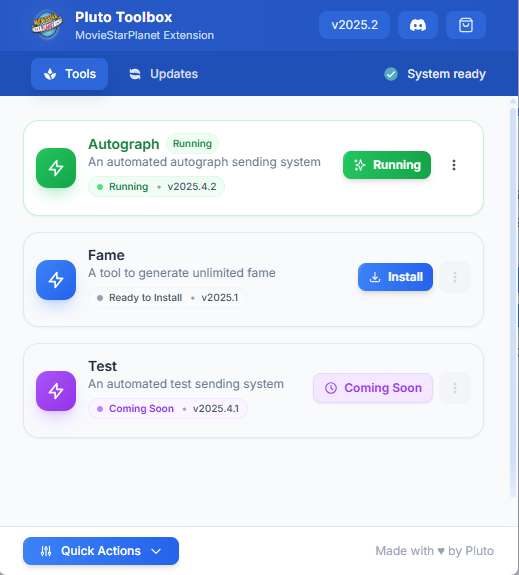 Pluto Toolbox
MovieStarPlanet Extension
v2025.2
Tools
Updates
System ready
Autograph Running
An automated autograph sending system
Running • v2025.4.2
Running
Fame
A tool to generate unlimited fame
Ready to Install • v2025.1
Install
Test
An automated test sending system
Coming Soon • v2025.4.1
Coming Soon
Quick Actions
Made with ♥ by Pluto